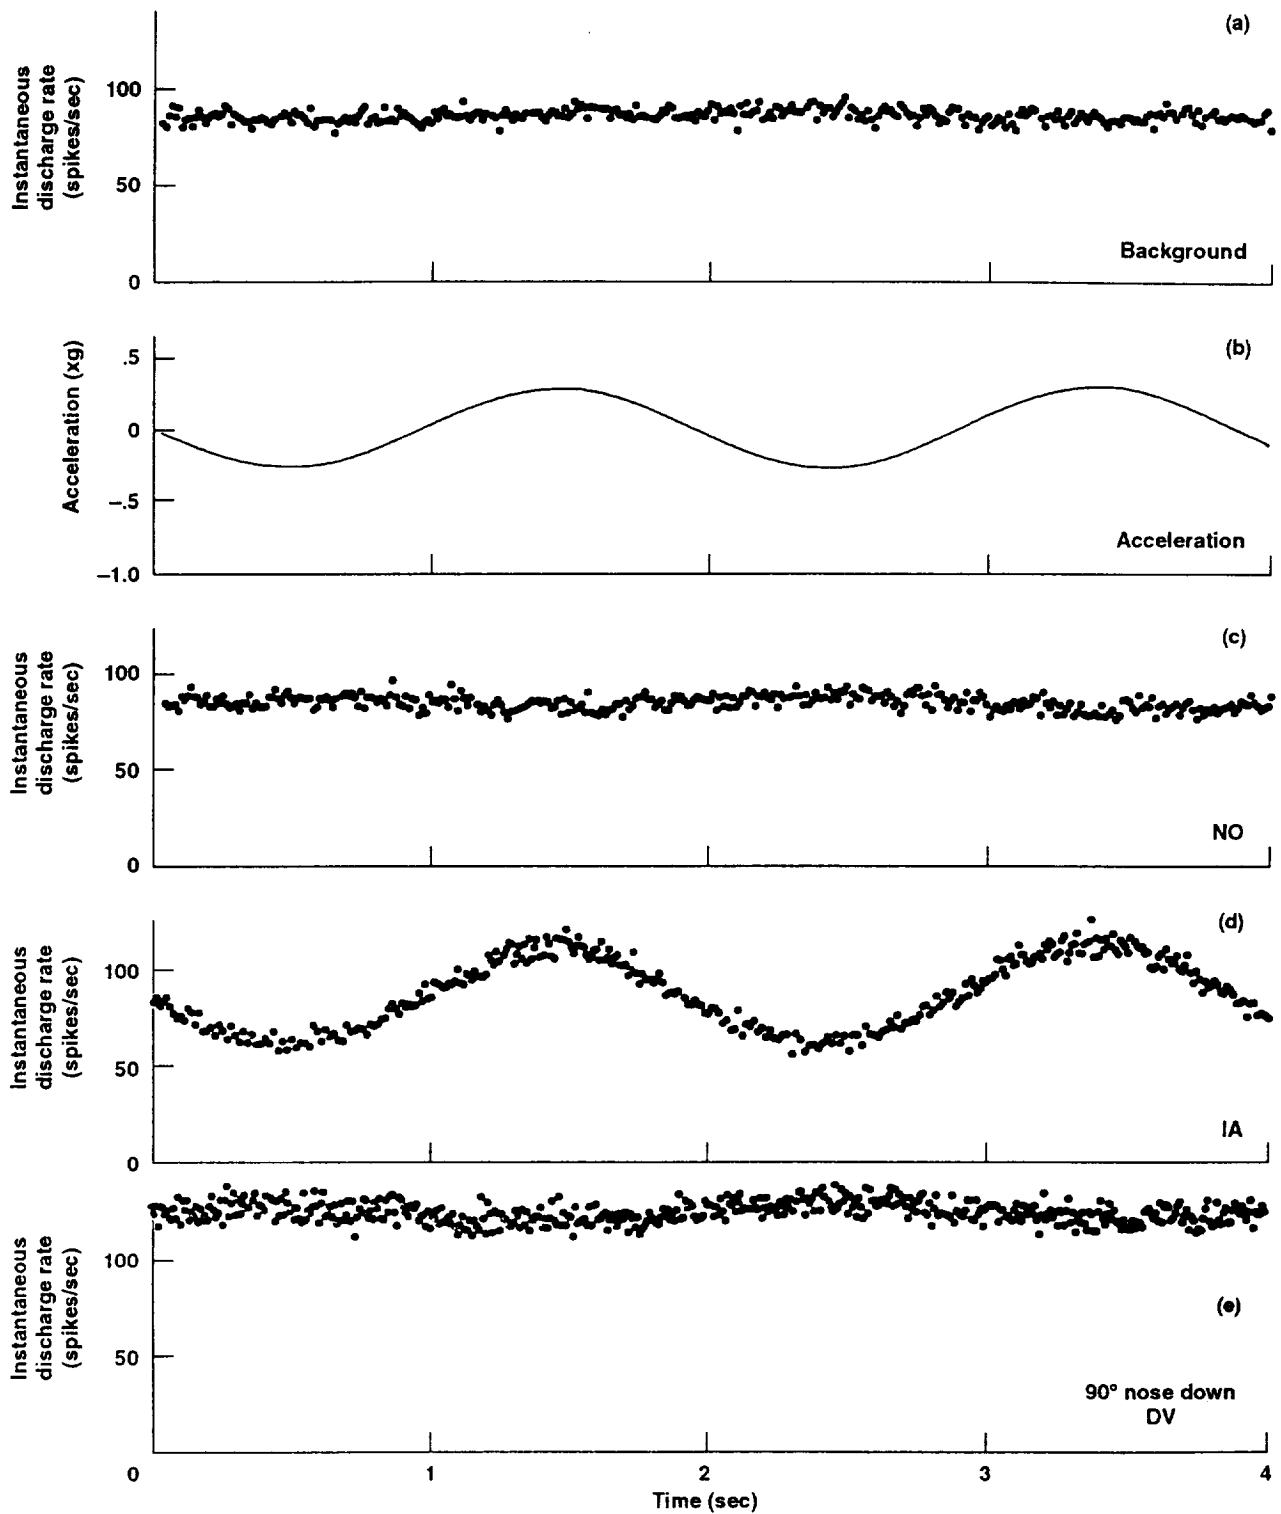 (a)
Instantaneous
discharge rate
(spikes/sec)
100
50
0
Background
(b)
Acceleration (xg)
.5
0
–.5
–1.0
Acceleration
(c)
Instantaneous
discharge rate
(spikes/sec)
100
50
0
NO
(d)
Instantaneous
discharge rate
(spikes/sec)
100
50
0
IA
Instantaneous
discharge rate
(spikes/sec)
100
50
(e)
90° nose down
DV
0 1 2 3 4
Time (sec)